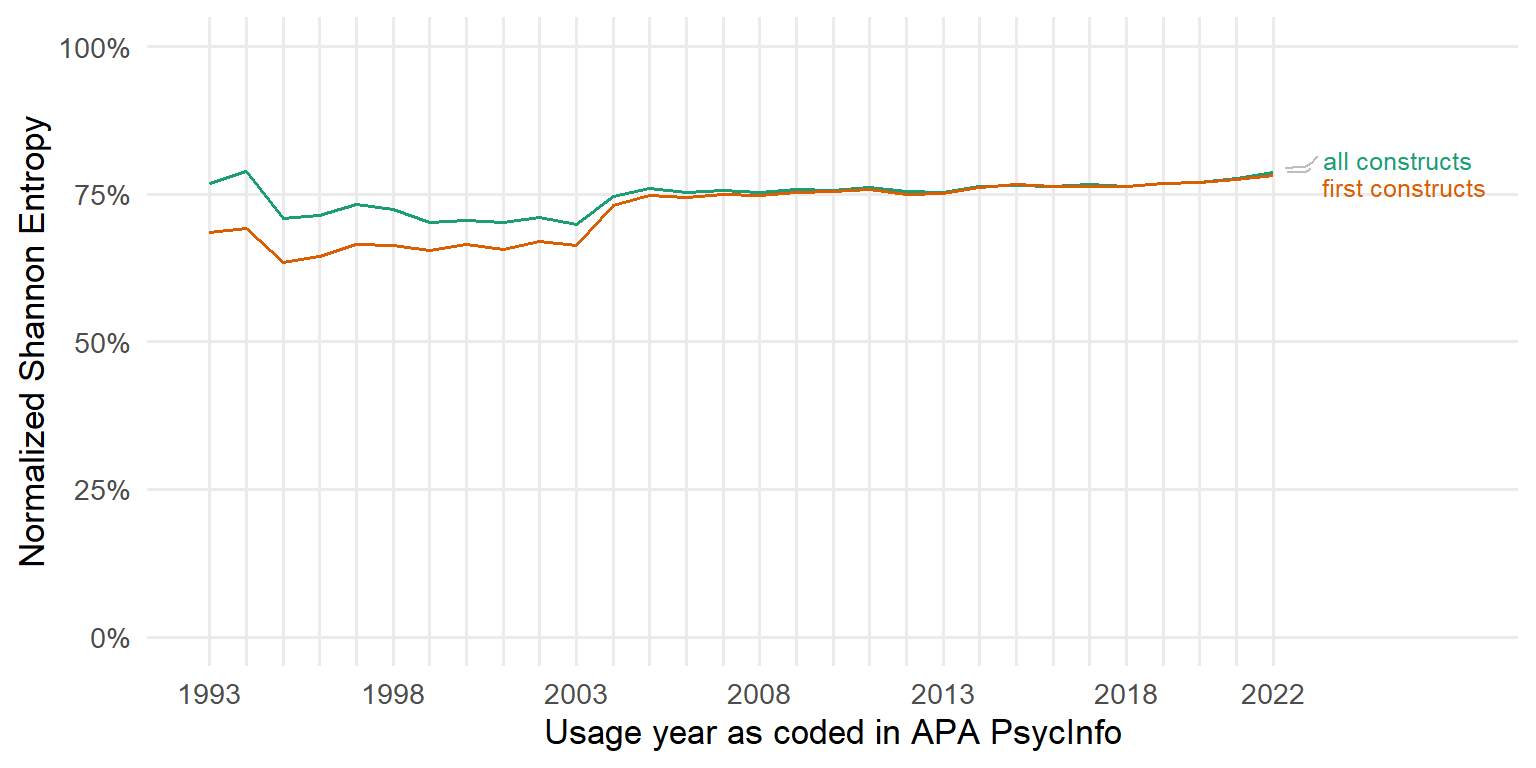 100%
75%
50%
25%
0%
Normalized Shannon Entropy
all constructs
first constructs
1993 1998 2003 2008 2013 2018 2022
Usage year as coded in APA PsycInfo